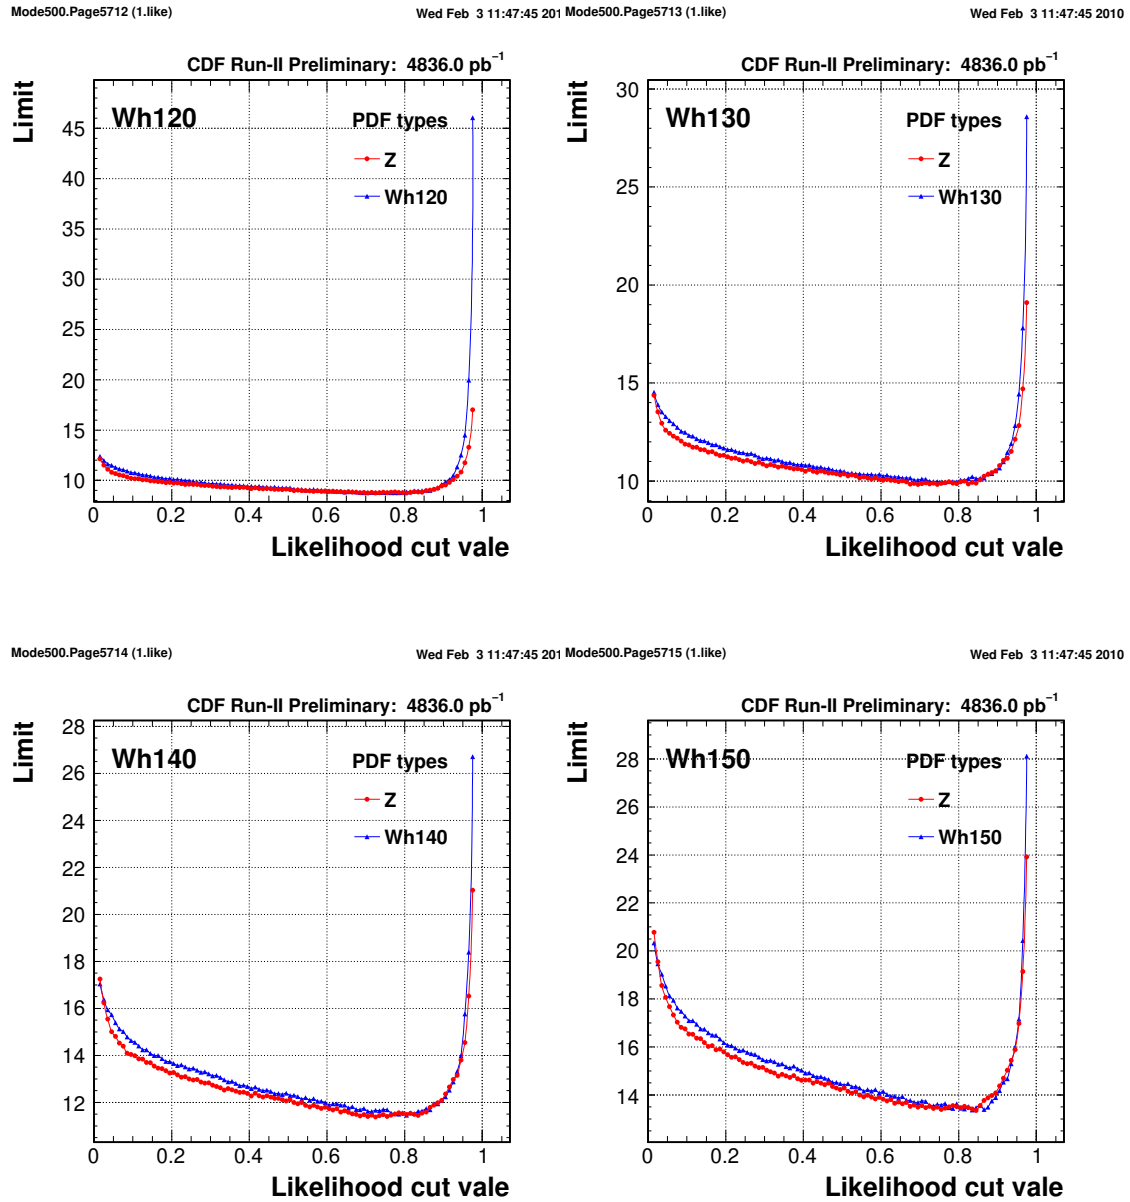 Mode500.Page5712 (1.like)
Wed Feb 3 11:47:45 201
Mode500.Page5713 (1.like)
Wed Feb 3 11:47:45 2010
CDF Run-II Preliminary: 4836.0 pb⁻¹
Limit
Wh120
PDF types
Z
Wh120
45
40
35
30
25
20
15
10
0 0.2 0.4 0.6 0.8 1
Likelihood cut vale
CDF Run-II Preliminary: 4836.0 pb⁻¹
Limit
Wh130
PDF types
Z
Wh130
30
25
20
15
10
0 0.2 0.4 0.6 0.8 1
Likelihood cut vale
Mode500.Page5714 (1.like)
Wed Feb 3 11:47:45 201
Mode500.Page5715 (1.like)
Wed Feb 3 11:47:45 2010
CDF Run-II Preliminary: 4836.0 pb⁻¹
Limit
Wh140
PDF types
Z
Wh140
28
26
24
22
20
18
16
14
12
0 0.2 0.4 0.6 0.8 1
Likelihood cut vale
CDF Run-II Preliminary: 4836.0 pb⁻¹
Limit
Wh150
PDF types
Z
Wh150
28
26
24
22
20
18
16
14
0 0.2 0.4 0.6 0.8 1
Likelihood cut vale